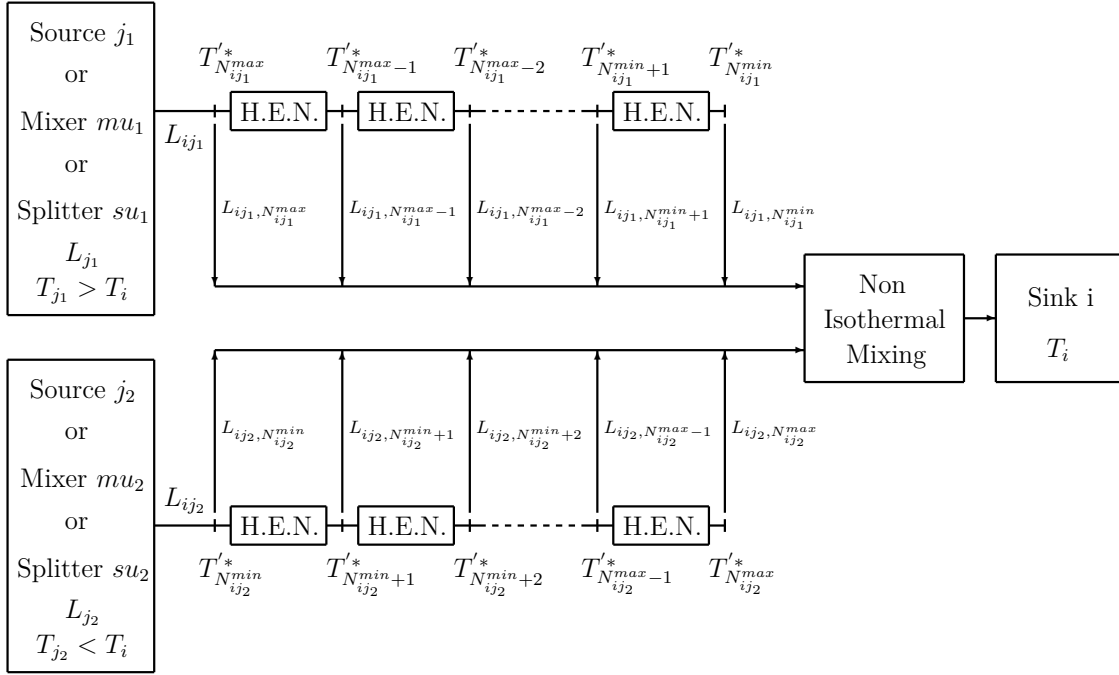 Source $j_1$
or
Mixer $mu_1$
or
Splitter $su_1$
$L_{j_1}$
$T_{j_1} > T_i$
$L_{ij_1}$
$T^{'*}_{N^{max}_{ij_1}}$ $T^{'*}_{N^{max}_{ij_1}-1}$ $T^{'*}_{N^{max}_{ij_1}-2}$ $T^{'*}_{N^{min}_{ij_1}+1}$ $T^{'*}_{N^{min}_{ij_1}}$
H.E.N. H.E.N. H.E.N.
$L_{ij_1,N^{max}_{ij_1}}$ $L_{ij_1,N^{max}_{ij_1}-1}$ $L_{ij_1,N^{max}_{ij_1}-2}$ $L_{ij_1,N^{min}_{ij_1}+1}$ $L_{ij_1,N^{min}_{ij_1}}$
Non
Isothermal
Mixing
Sink i
$T_i$
Source $j_2$
or
Mixer $mu_2$
or
Splitter $su_2$
$L_{j_2}$
$T_{j_2} < T_i$
$L_{ij_2}$
$L_{ij_2,N^{min}_{ij_2}}$ $L_{ij_2,N^{min}_{ij_2}+1}$ $L_{ij_2,N^{min}_{ij_2}+2}$ $L_{ij_2,N^{max}_{ij_2}-1}$ $L_{ij_2,N^{max}_{ij_2}}$
H.E.N. H.E.N. H.E.N.
$T^{'*}_{N^{min}_{ij_2}}$ $T^{'*}_{N^{min}_{ij_2}+1}$ $T^{'*}_{N^{min}_{ij_2}+2}$ $T^{'*}_{N^{max}_{ij_2}-1}$ $T^{'*}_{N^{max}_{ij_2}}$